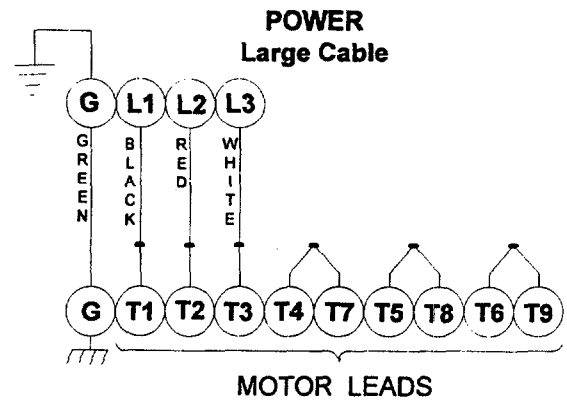 POWER
Large Cable
G L1 L2 L3
GREEN
BLACK
RED
WHITE
G T1 T2 T3 T4 T7 T5 T8 T6 T9
MOTOR LEADS